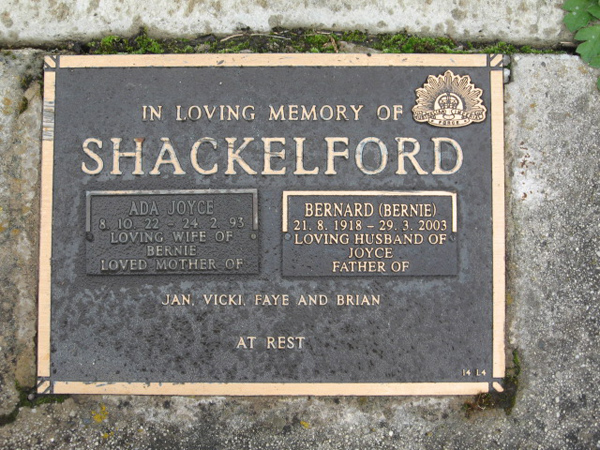 IN LOVING MEMORY OF
SHACKELFORD
ADA JOYCE
8. 10. 22 - 24. 2. 93
LOVING WIFE OF
BERNIE
LOVED MOTHER OF
BERNARD (BERNIE)
21. 8. 1918 - 29. 3. 2003
LOVING HUSBAND OF
JOYCE
FATHER OF
JAN, VICKI, FAYE AND BRIAN
AT REST
14 L4